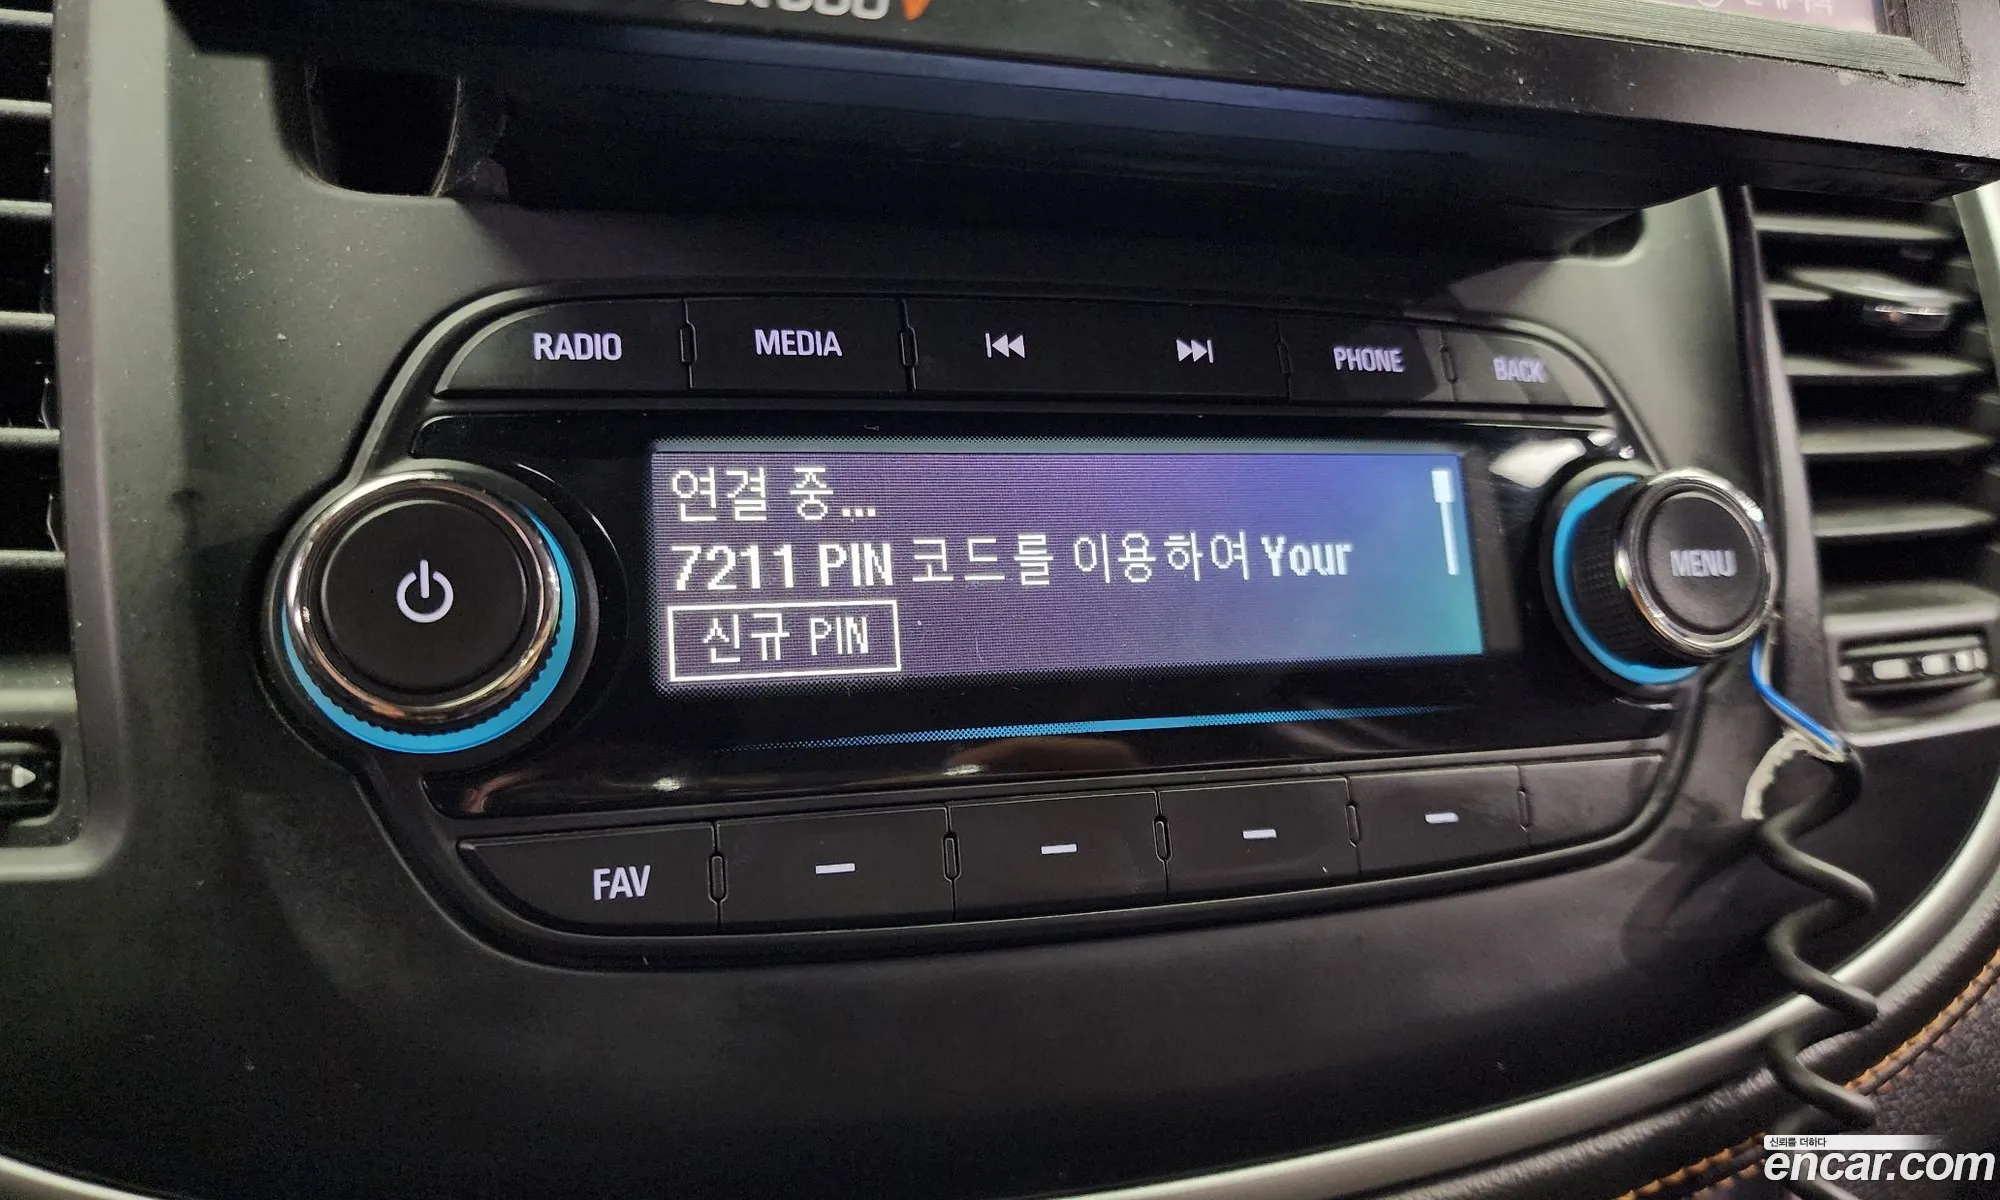 RADIO
MEDIA
PHONE
BACK
연결 중...
7211 PIN 코드를 이용하여 Your
신규 PIN
MENU
FAV
신뢰를 더하다
encar.com